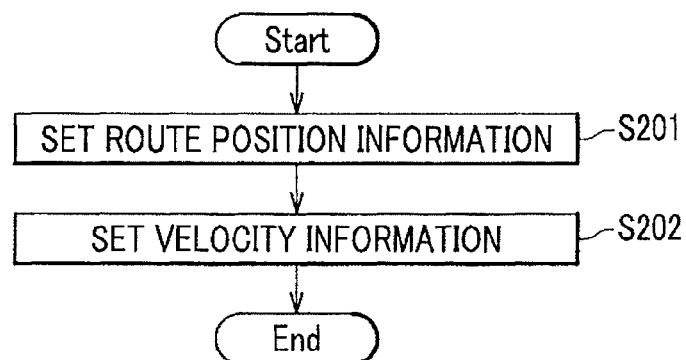 Start
SET ROUTE POSITION INFORMATION
S201
SET VELOCITY INFORMATION
S202
End